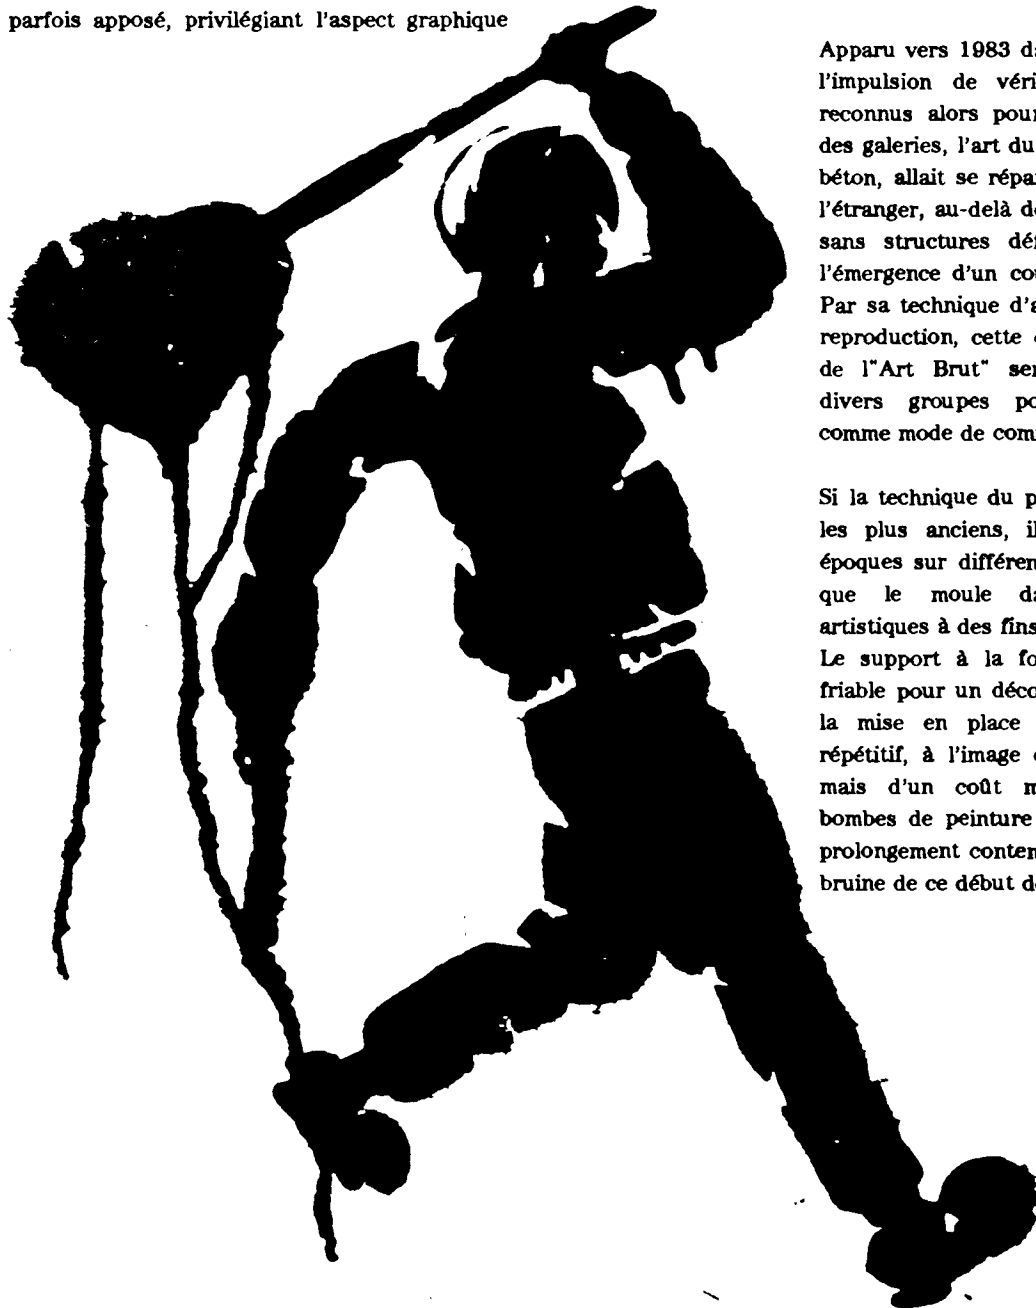 parfois apposé, privilégiant l'aspect graphique
Apparu vers 1983 d
l'impulsion de véri
reconnus alors pour
des galeries, l'art du
béton, allait se répa
l'étranger, au-delà d
sans structures dé
l'émergence d'un co
Par sa technique d'a
reproduction, cette
de l'"Art Brut" ser
divers groupes po
comme mode de com
Si la technique du p
les plus anciens, il
époques sur différen
que le moule da
artistiques à des fins
Le support à la fo
friable pour un déco
la mise en place
répétitif, à l'image
mais d'un coût m
bombes de peinture
prolongement conten
bruine de ce début d